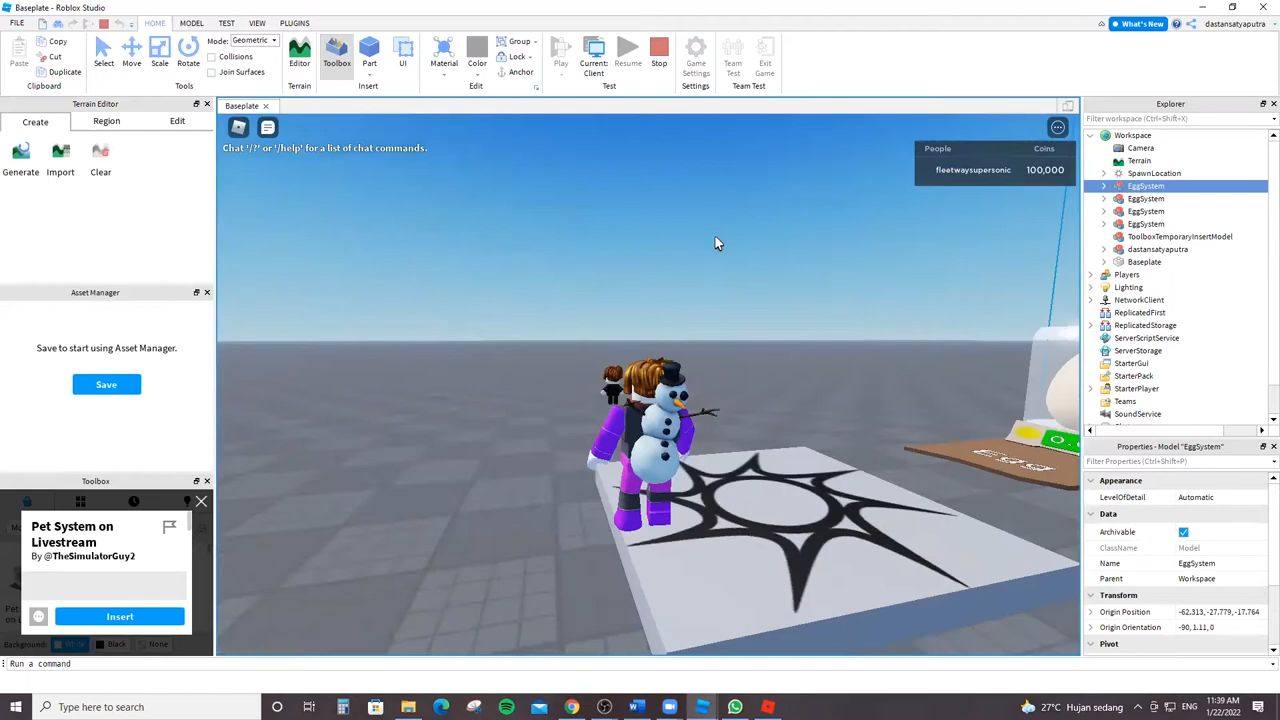 Baseplate - Roblox Studio
FILE HOME MODEL TEST VIEW PLUGINS What's New dastansatyaputra
Paste Copy Cut Duplicate Clipboard
Select Move Scale Rotate Mode: Geometric Collisions Join Surfaces Tools
Editor Terrain
Toolbox Part UI Insert
Material Color Group Lock Anchor Edit
Play Current: Client Resume Stop Test
Game Settings Settings
Team Test Exit Game Team Test
Terrain Editor
Create Region Edit
Generate Import Clear
Asset Manager
Save to start using Asset Manager.
Save
Toolbox
Pet System on
Livestream
By @TheSimulatorGuy2
Insert
Background: White Black None
Baseplate
Chat '/?' or '/help' for a list of chat commands.
People Coins
fleetwaysupersonic 100,000
Explorer
Filter workspace (Ctrl+Shift+X)
Workspace
Camera
Terrain
SpawnLocation
EggSystem
EggSystem
EggSystem
EggSystem
ToolboxTemporaryInsertModel
dastansatyaputra
Baseplate
Players
Lighting
NetworkClient
ReplicatedFirst
ReplicatedStorage
ServerScriptService
ServerStorage
StarterGui
StarterPack
StarterPlayer
Teams
SoundService
Properties - Model "EggSystem"
Filter Properties (Ctrl+Shift+P)
Appearance
LevelOfDetail Automatic
Data
Archivable
ClassName Model
Name EggSystem
Parent Workspace
Transform
Origin Position -62.313, -27.779, -17.764
Origin Orientation -90, 1.11, 0
Pivot
Run a command
Type here to search
27°C Hujan sedang ENG
11:39 AM
1/22/2022